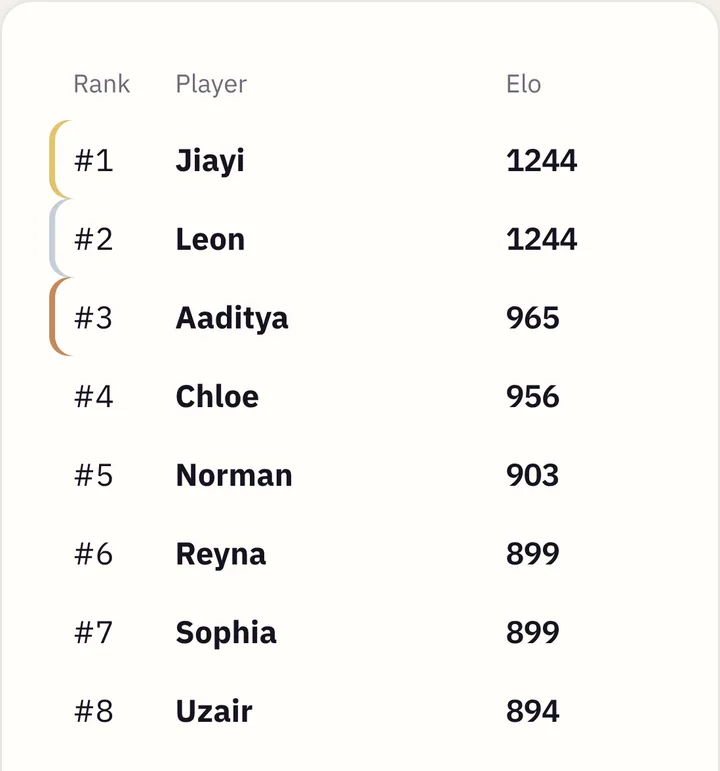 Rank Player Elo
#1 Jiayi 1244
#2 Leon 1244
#3 Aaditya 965
#4 Chloe 956
#5 Norman 903
#6 Reyna 899
#7 Sophia 899
#8 Uzair 894